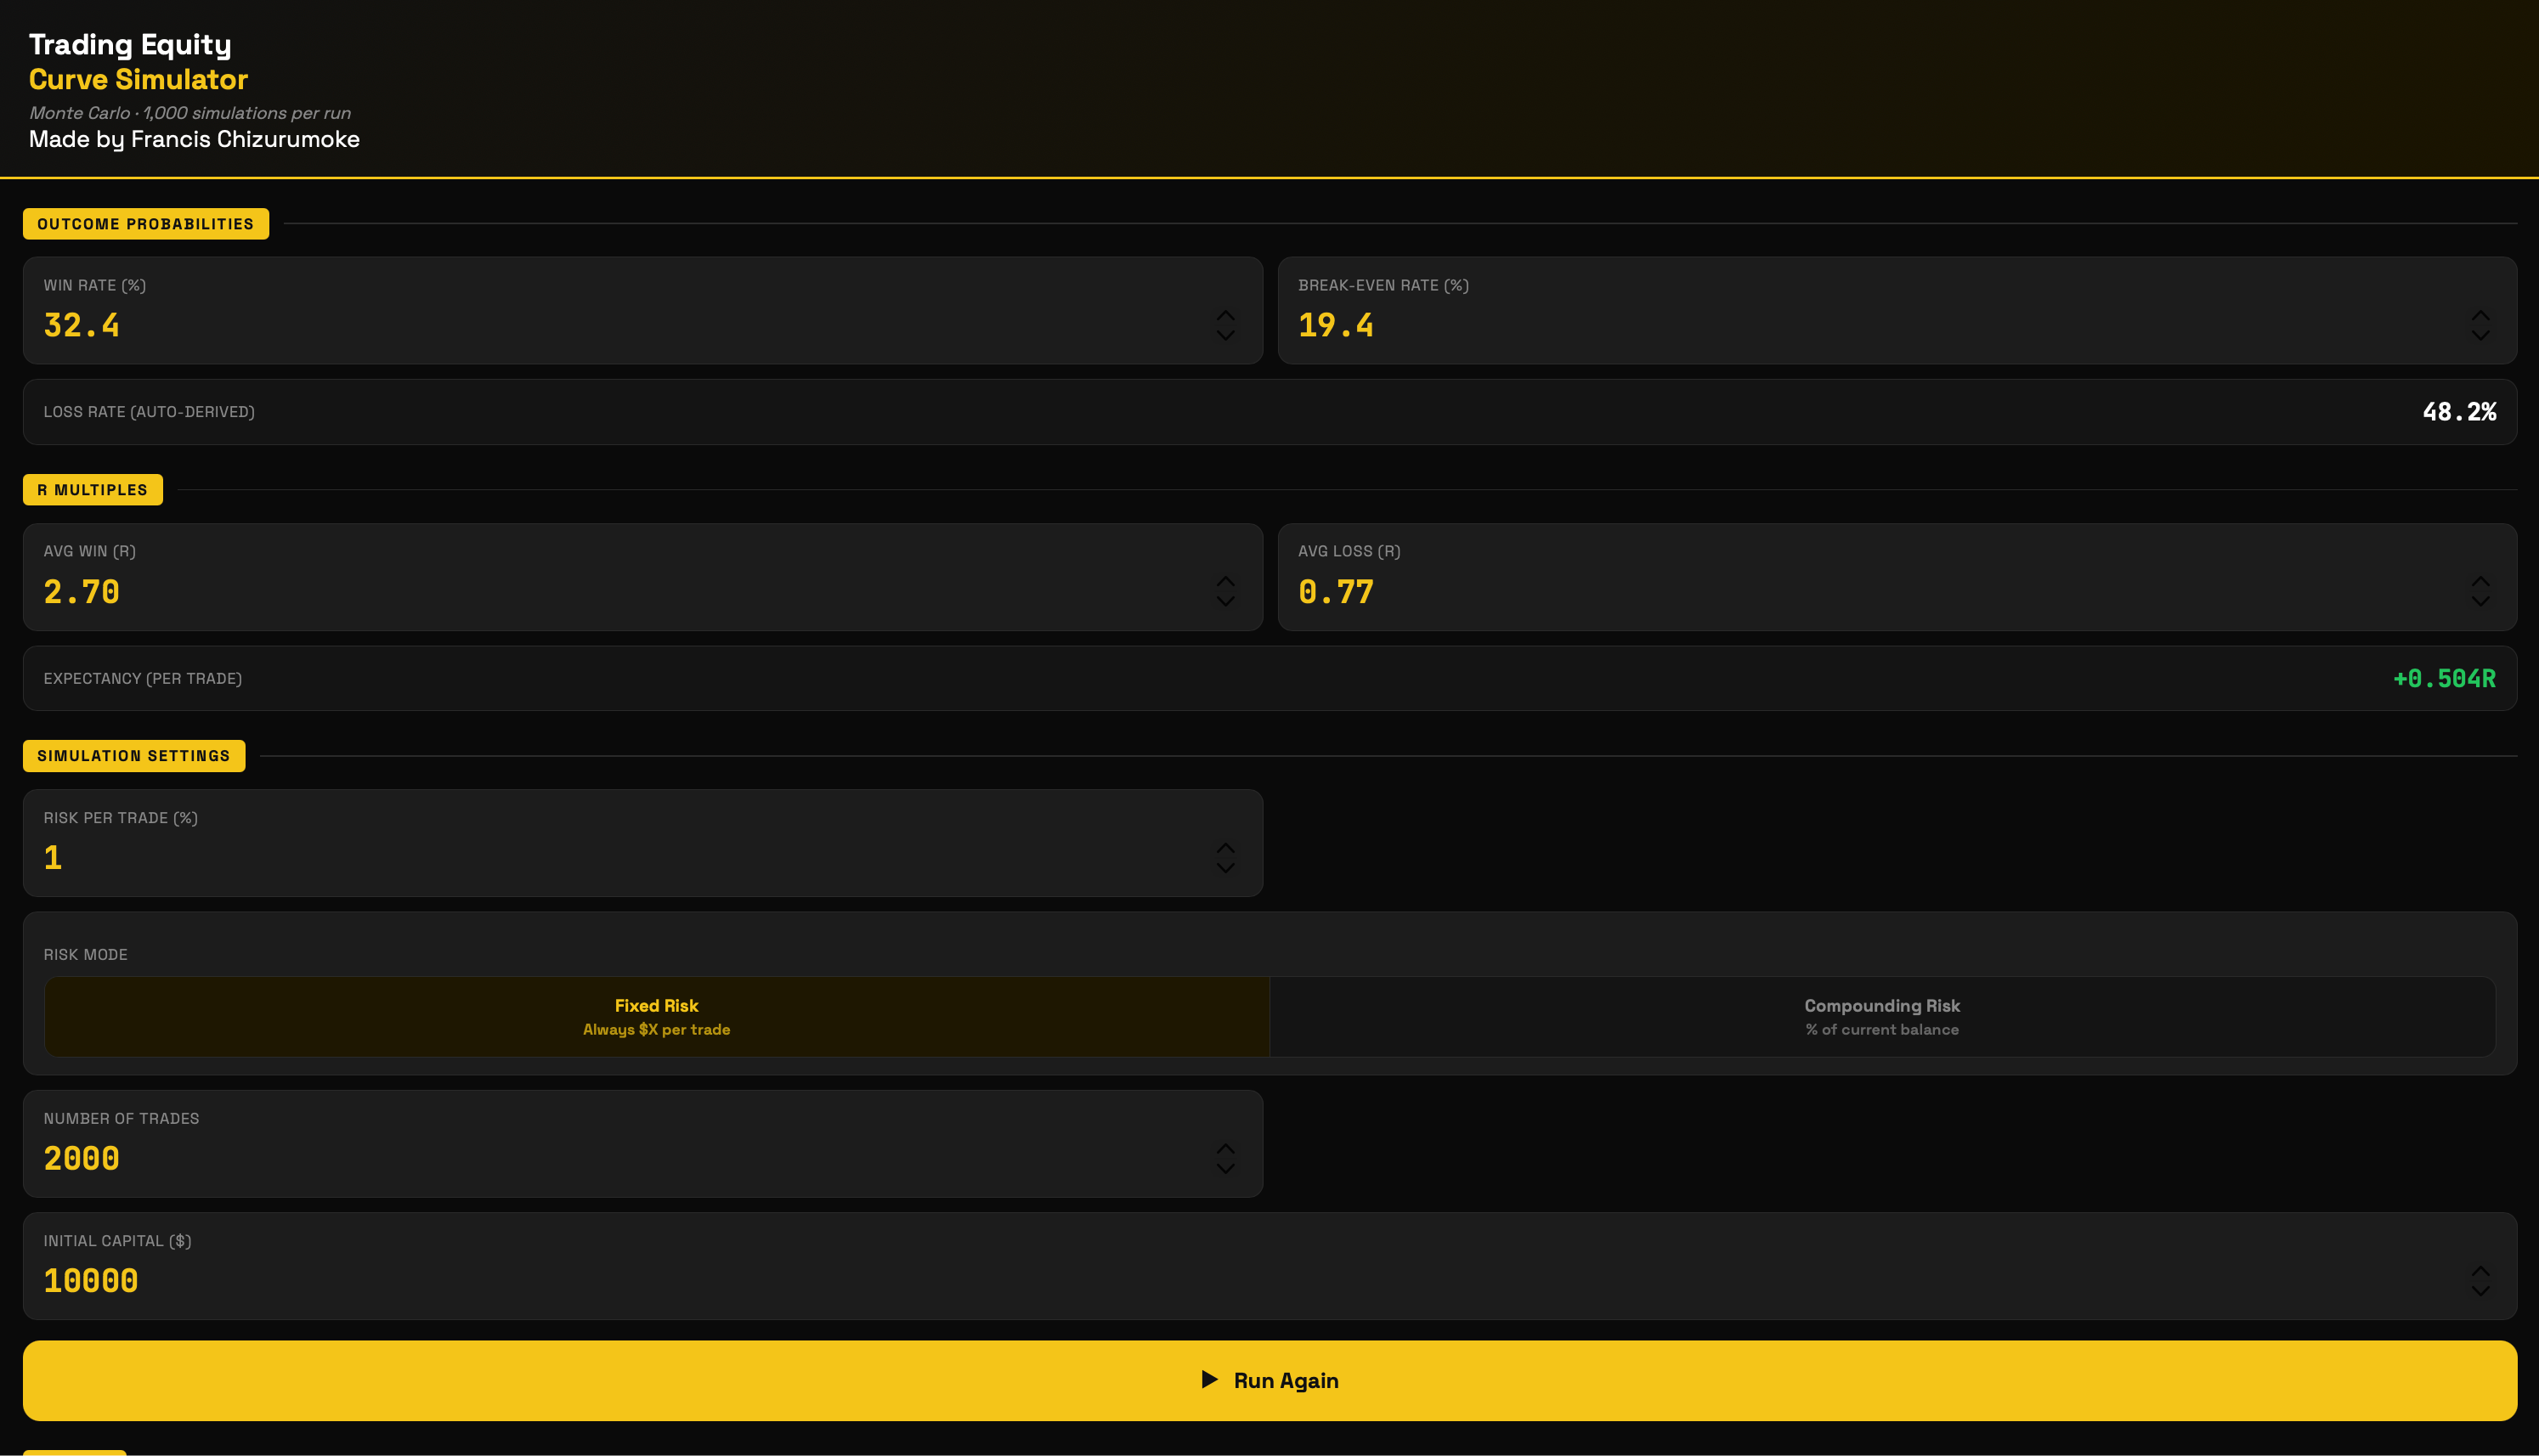 Trading Equity
Curve Simulator
Monte Carlo · 1,000 simulations per run
Made by Francis Chizurumoke
OUTCOME PROBABILITIES
WIN RATE (%)
32.4
BREAK-EVEN RATE (%)
19.4
LOSS RATE (AUTO-DERIVED)
48.2%
R MULTIPLES
AVG WIN (R)
2.70
AVG LOSS (R)
0.77
EXPECTANCY (PER TRADE)
+0.504R
SIMULATION SETTINGS
RISK PER TRADE (%)
1
RISK MODE
Fixed Risk
Always $X per trade
Compounding Risk
% of current balance
NUMBER OF TRADES
2000
INITIAL CAPITAL ($)
10000
▶ Run Again